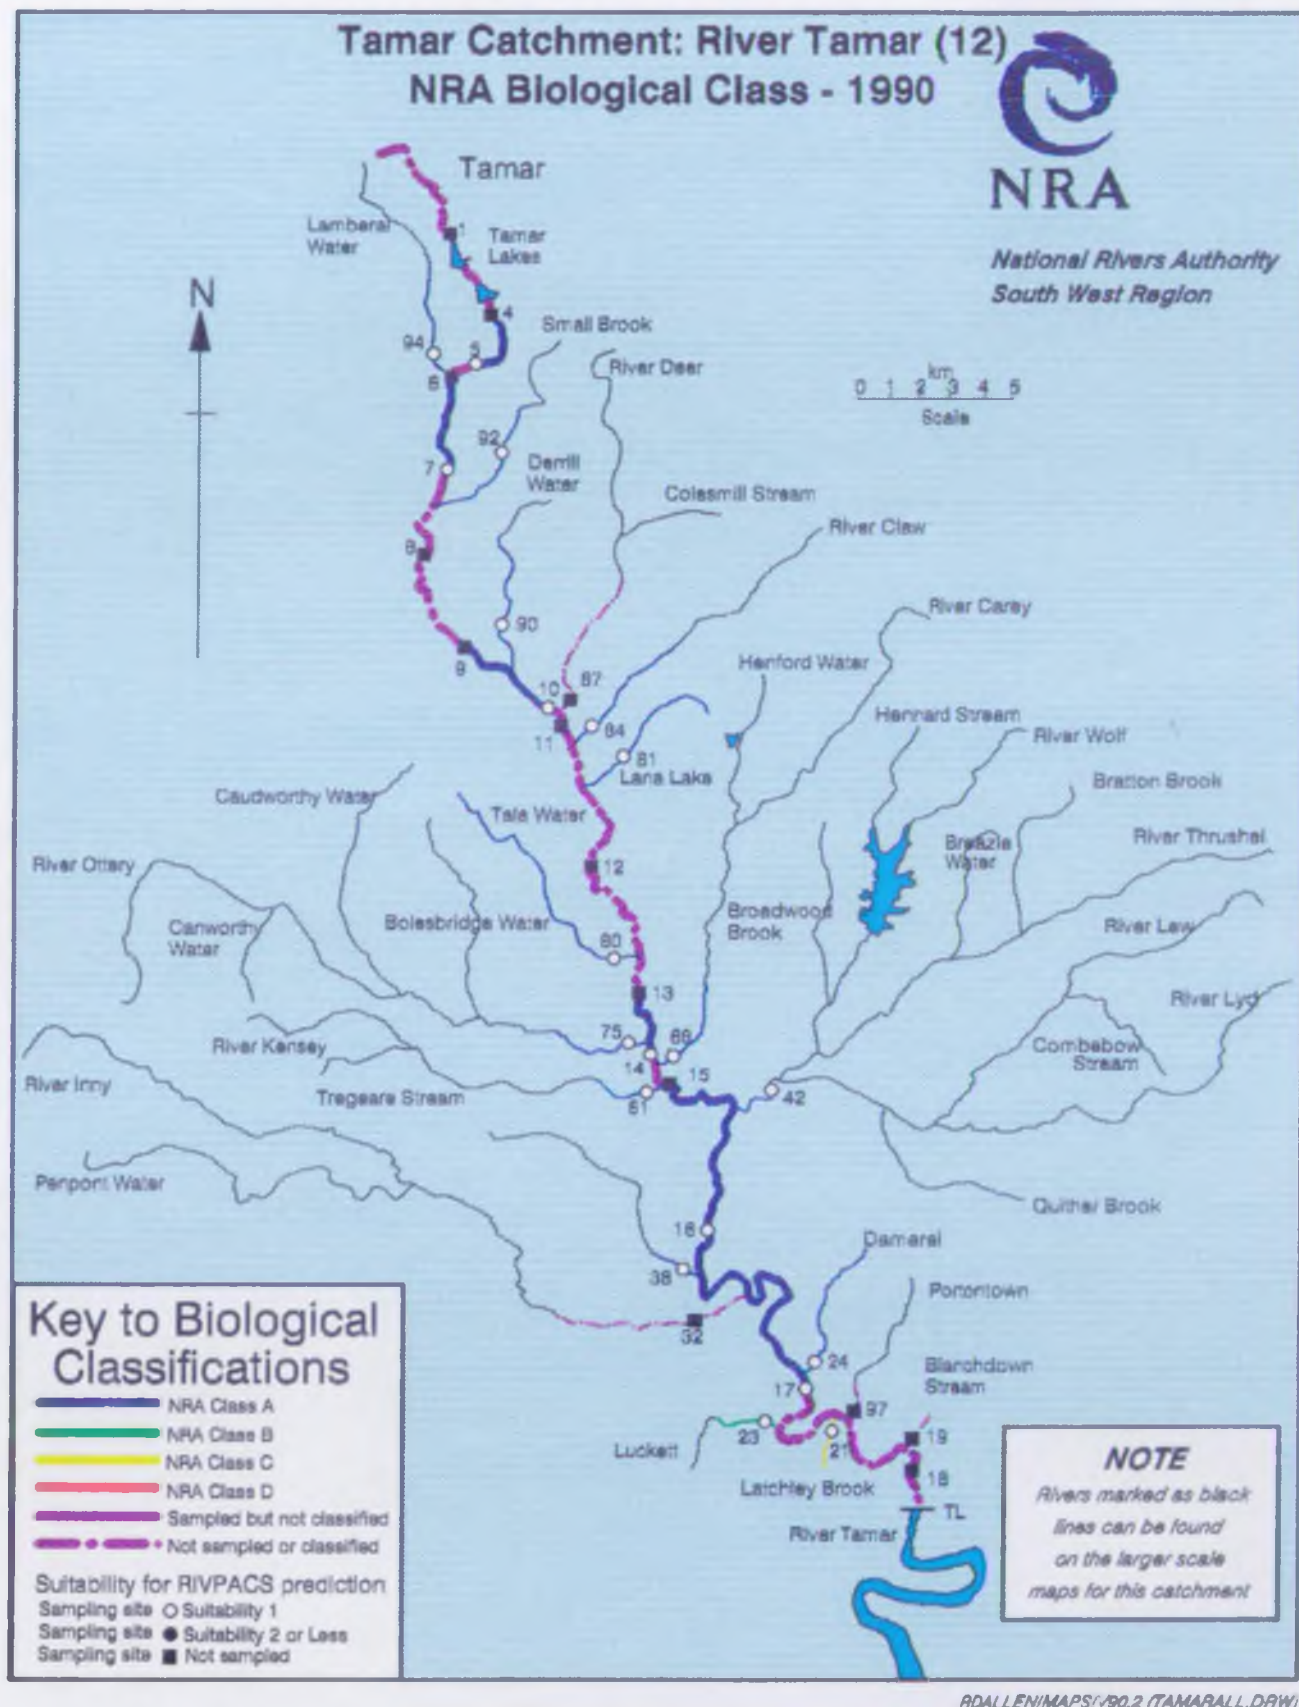 Tamar Catchment: River Tamar (12)
NRA Biological Class - 1990
NRA
National Rivers Authority
South West Region
Tamar
Lamberal
Water
1
Tamar
Lakes
N
4
Small Brook
94
5
River Deer
6
km
0 1 2 3 4 5
Scale
92
7
Derrill
Water
Colesmill Stream
River Claw
8
90
River Carey
9
Henford Water
10
87
Hennard Stream
84
11
River Wolf
81
Lana Lake
Bratton Brook
Caudworthy Water
Tala Water
River Thrushel
River Ottery
Breazle
Water
12
Canworthy
Water
Bolesbridge Water
Broadwood
Brook
River Lew
80
13
River Lyd
75
66
River Kensey
14
15
Combebow
Stream
River Inny
Tregeare Stream
61
42
Penpont Water
Quither Brook
16
Damerel
38
Portontown
32
24
Blanchdown
Stream
17
97
23
21
19
Luckett
18
Latchley Brook
TL
River Tamar
Key to Biological
Classifications
NRA Class A
NRA Class B
NRA Class C
NRA Class D
Sampled but not classified
Not sampled or classified
Suitability for RIVPACS prediction
Sampling site Suitability 1
Sampling site Suitability 2 or Less
Sampling site Not sampled
NOTE
Rivers marked as black
lines can be found
on the larger scale
maps for this catchment
RDALLEN/MAPS/V90.2 (TAMARALL.DRW)